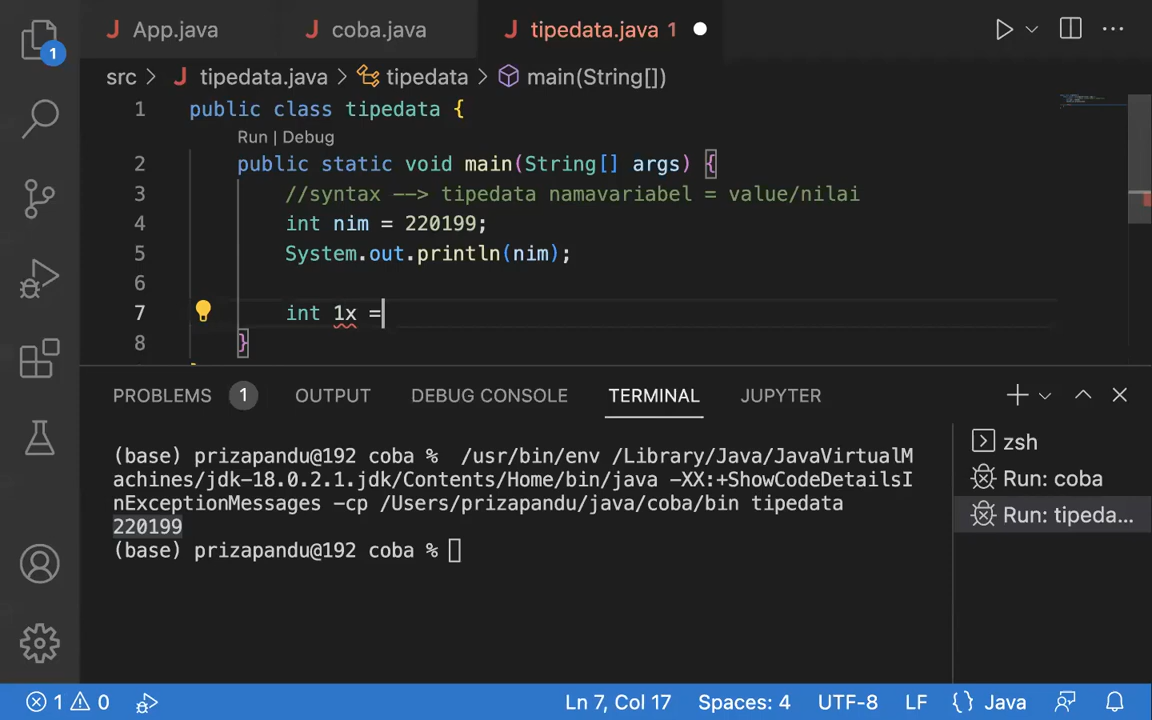 App.java coba.java tipedata.java 1
1
src > tipedata.java > tipedata > main(String[])
1 public class tipedata {
Run | Debug
2 public static void main(String[] args) {
3 //syntax --> tipedata namavariabel = value/nilai
4 int nim = 220199;
5 System.out.println(nim);
6
7 int 1x =
8 }
PROBLEMS 1 OUTPUT DEBUG CONSOLE TERMINAL JUPYTER
(base) prizapandu@192 coba % /usr/bin/env /Library/Java/JavaVirtualM
achines/jdk-18.0.2.1.jdk/Contents/Home/bin/java -XX:+ShowCodeDetailsI
nExceptionMessages -cp /Users/prizapandu/java/coba/bin tipedata
220199
(base) prizapandu@192 coba %
zsh
Run: coba
Run: tipeda...
1 0 Ln 7, Col 17 Spaces: 4 UTF-8 LF {} Java